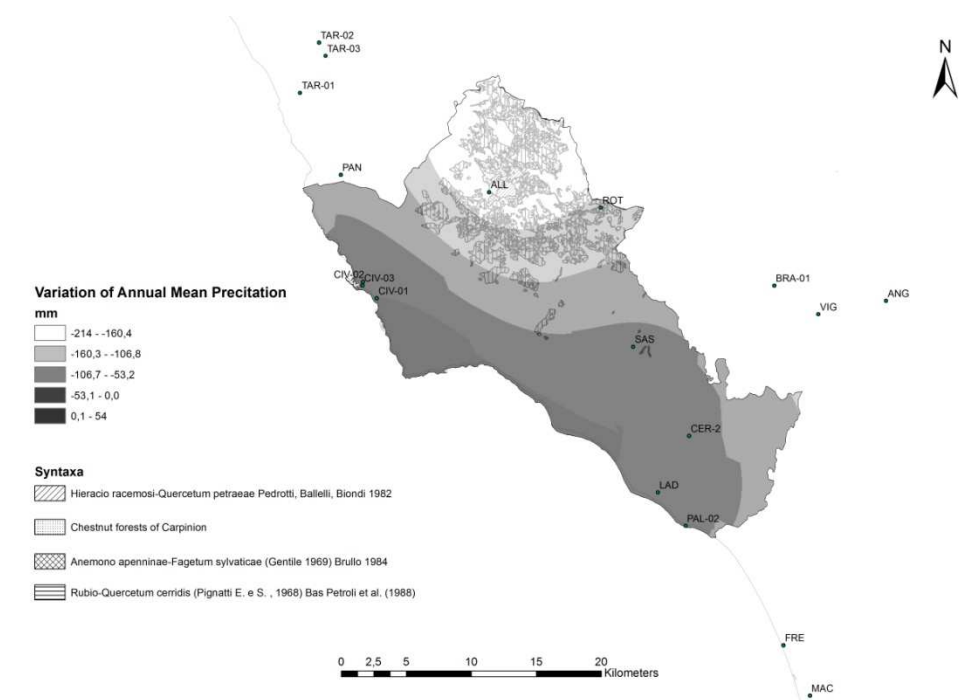 TAR-02
TAR-03
TAR-01
N
PAN
ALL
ROT
CIV-02
CIV-03
CIV-01
BRA-01
ANG
VIG
SAS
CER-2
LAD
PAL-02
FRE
MAC
Variation of Annual Mean Precitation
mm
-214 - -160,4
-160,3 - -106,8
-106,7 - -53,2
-53,1 - 0,0
0,1 - 54
Syntaxa
Hieracio racemosi-Quercetum petraeae Pedrotti, Ballelli, Biondi 1982
Chestnut forests of Carpinion
Anemono apenninae-Fagetum sylvaticae (Gentile 1969) Brullo 1984
Rubio-Quercetum cerridis (Pignatti E. e S. , 1968) Bas Petroli et al. (1988)
0 2,5 5 10 15 20
Kilometers